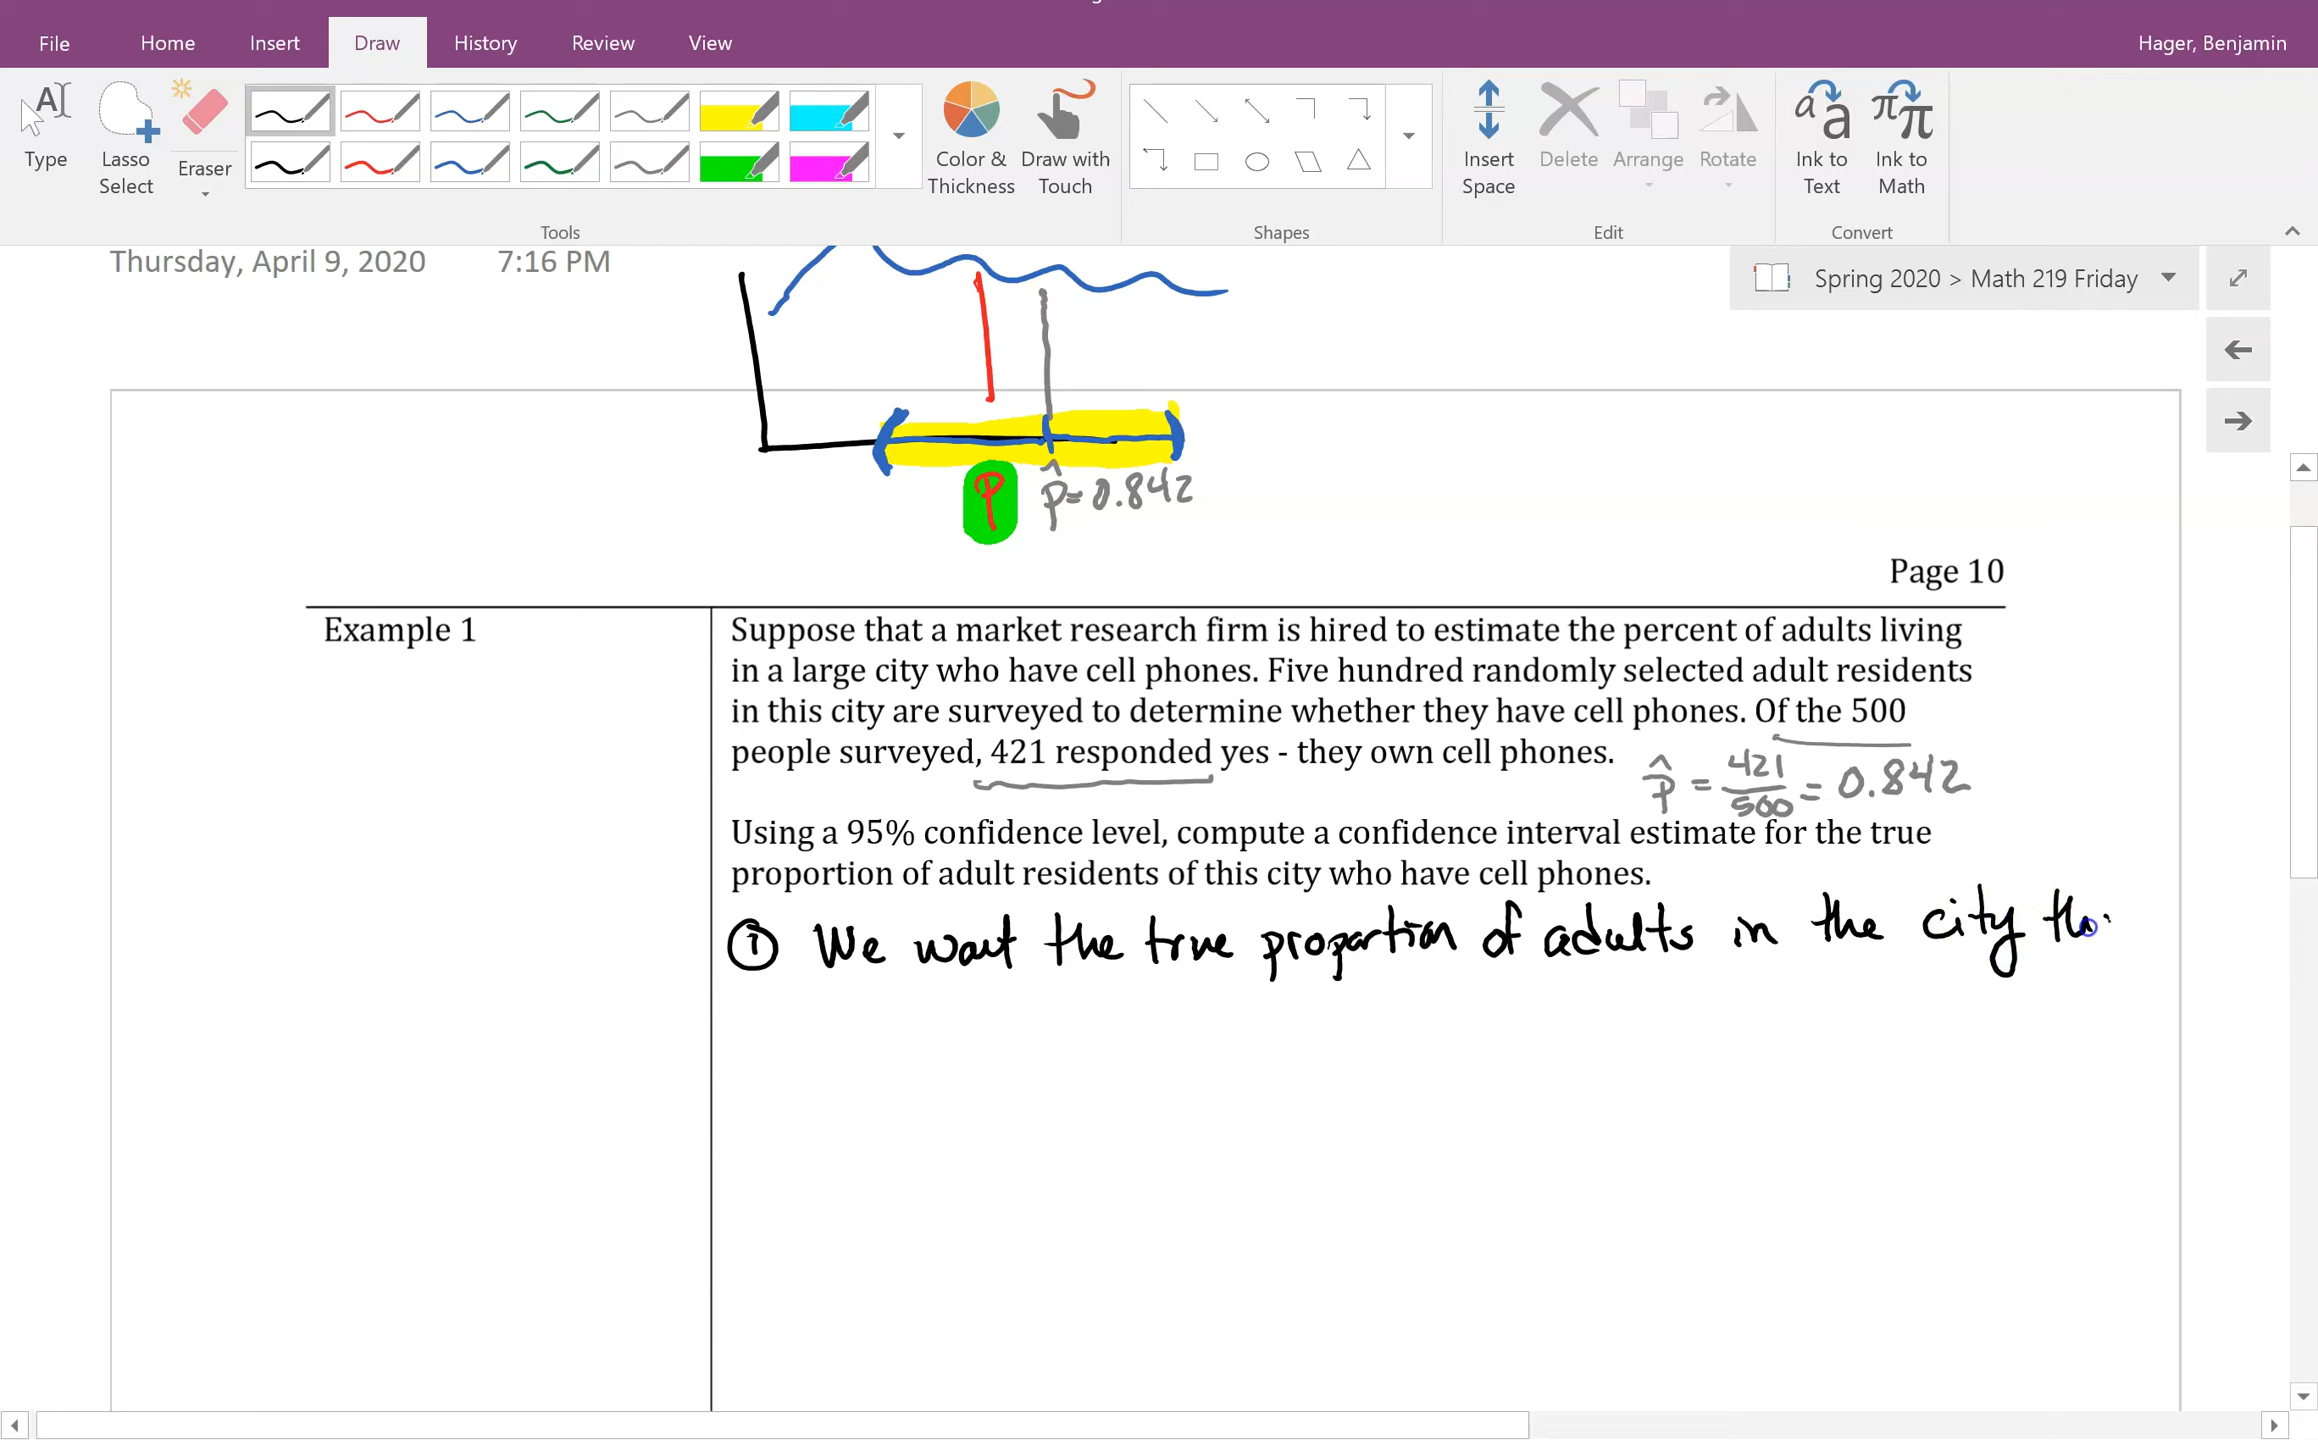 File Home Insert Draw History Review View Hager, Benjamin
Type
Lasso Select
Eraser
Color & Thickness
Draw with Touch
Insert Space
Delete
Arrange
Rotate
Ink to Text
Ink to Math
Tools Shapes Edit Convert
Thursday, April 9, 2020 7:16 PM
Spring 2020 > Math 219 Friday
P p̂=0.842
Page 10
Example 1
Suppose that a market research firm is hired to estimate the percent of adults living
in a large city who have cell phones. Five hundred randomly selected adult residents
in this city are surveyed to determine whether they have cell phones. Of the 500
people surveyed, 421 responded yes - they own cell phones.
p̂ = 421/500 = 0.842
Using a 95% confidence level, compute a confidence interval estimate for the true
proportion of adult residents of this city who have cell phones.
① We want the true proportion of adults in the city